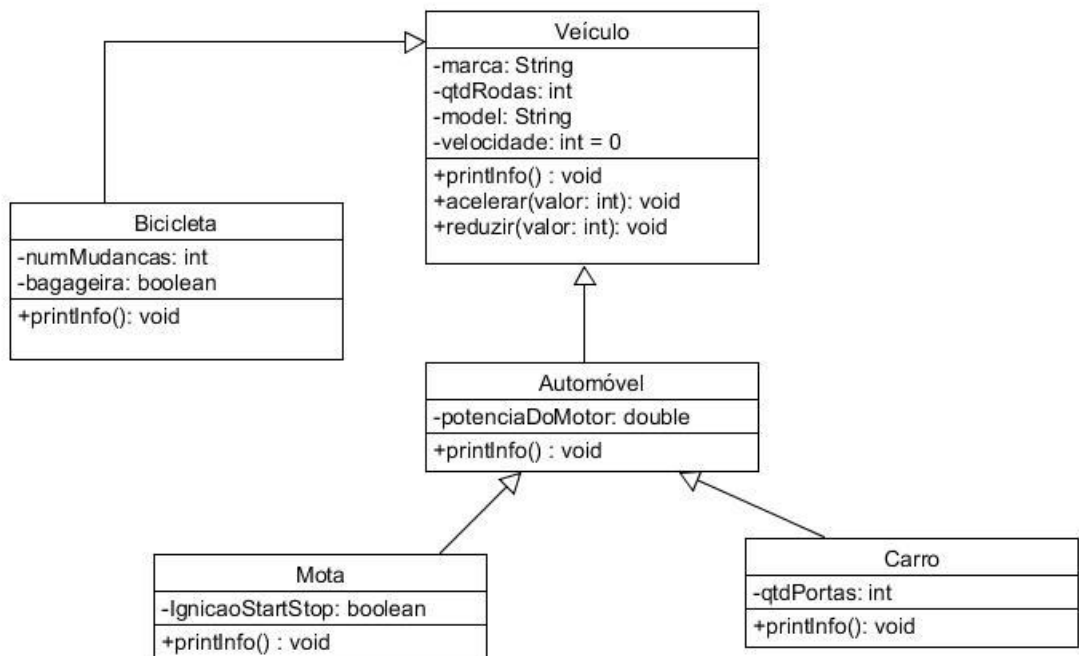 Veículo
-marca: String
-qtdRodas: int
-model: String
-velocidade: int = 0
+printInfo() : void
+acelerar(valor: int): void
+reduzir(valor: int): void
Bicicleta
-numMudancas: int
-bagageira: boolean
+printInfo(): void
Automóvel
-potenciaDoMotor: double
+printInfo() : void
Mota
-IgnicaoStartStop: boolean
+printInfo() : void
Carro
-qtdPortas: int
+printInfo(): void